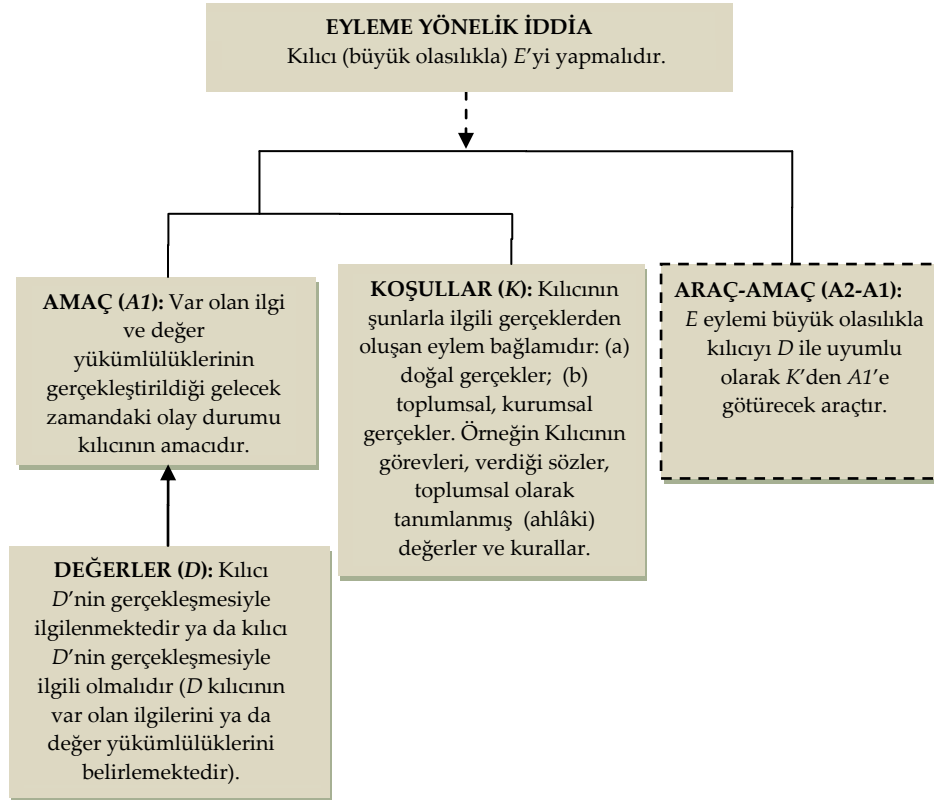 EYLEME YÖNELİK İDDİA
Kılıcı (büyük olasılıkla) E’yi yapmalıdır.
AMAÇ (A1): Var olan ilgi
ve değer
yükümlülüklerinin
gerçekleştirildiği gelecek
zamandaki olay durumu
kılıcının amacıdır.
KOŞULLAR (K): Kılıcının
şunlarla ilgili gerçeklerden
oluşan eylem bağlamıdır: (a)
doğal gerçekler; (b)
toplumsal, kurumsal
gerçekler. Örneğin Kılıcının
görevleri, verdiği sözler,
toplumsal olarak
tanımlanmış (ahlâki)
değerler ve kurallar.
ARAÇ-AMAÇ (A2-A1):
E eylemi büyük olasılıkla
kılıcıyı D ile uyumlu
olarak K’den A1’e
götürecek araçtır.
DEĞERLER (D): Kılıcı
D’nin gerçekleşmesiyle
ilgilenmektedir ya da kılıcı
D’nin gerçekleşmesiyle
ilgili olmalıdır (D kılıcının
var olan ilgilerini ya da
değer yükümlülüklerini
belirlemektedir).